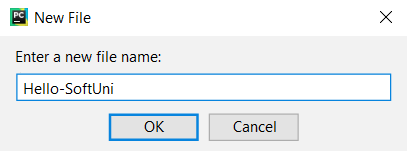 PC
New File
Enter a new file name:
Hello-SoftUni
OK
Cancel